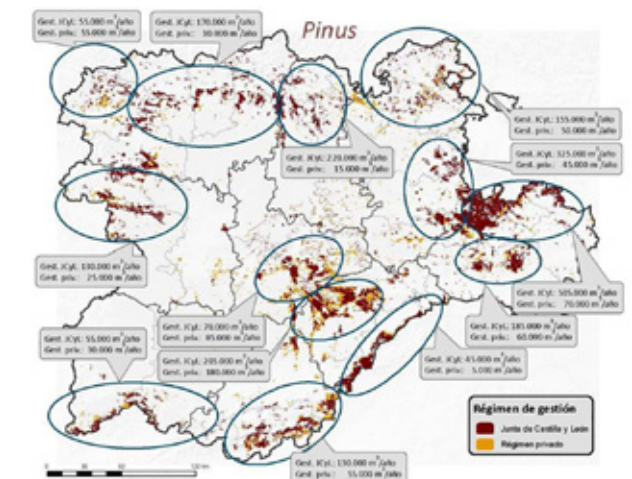 Gest. JCyL: 55.000 m³/año
Gest. priv.: 55.000 m³/año
Gest. JCyL: 170.000 m³/año
Gest. priv.: 30.000 m³/año
Pinus
Gest. JCyL: 155.000 m³/año
Gest. priv.: 50.000 m³/año
Gest. JCyL: 325.000 m³/año
Gest. priv.: 45.000 m³/año
Gest. JCyL: 220.000 m³/año
Gest. priv.: 15.000 m³/año
Gest. JCyL: 130.000 m³/año
Gest. priv.: 25.000 m³/año
Gest. JCyL: 505.000 m³/año
Gest. priv.: 70.000 m³/año
Gest. JCyL: 70.000 m³/año
Gest. priv.: 85.000 m³/año
Gest. JCyL: 185.000 m³/año
Gest. priv.: 60.000 m³/año
Gest. JCyL: 55.000 m³/año
Gest. priv.: 30.000 m³/año
Gest. JCyL: 205.000 m³/año
Gest. priv.: 180.000 m³/año
Gest. JCyL: 45.000 m³/año
Gest. priv.: 5.000 m³/año
Régimen de gestión
Junta de Castilla y León
Régimen privado
Gest. JCyL: 130.000 m³/año
Gest. priv.: 55.000 m³/año